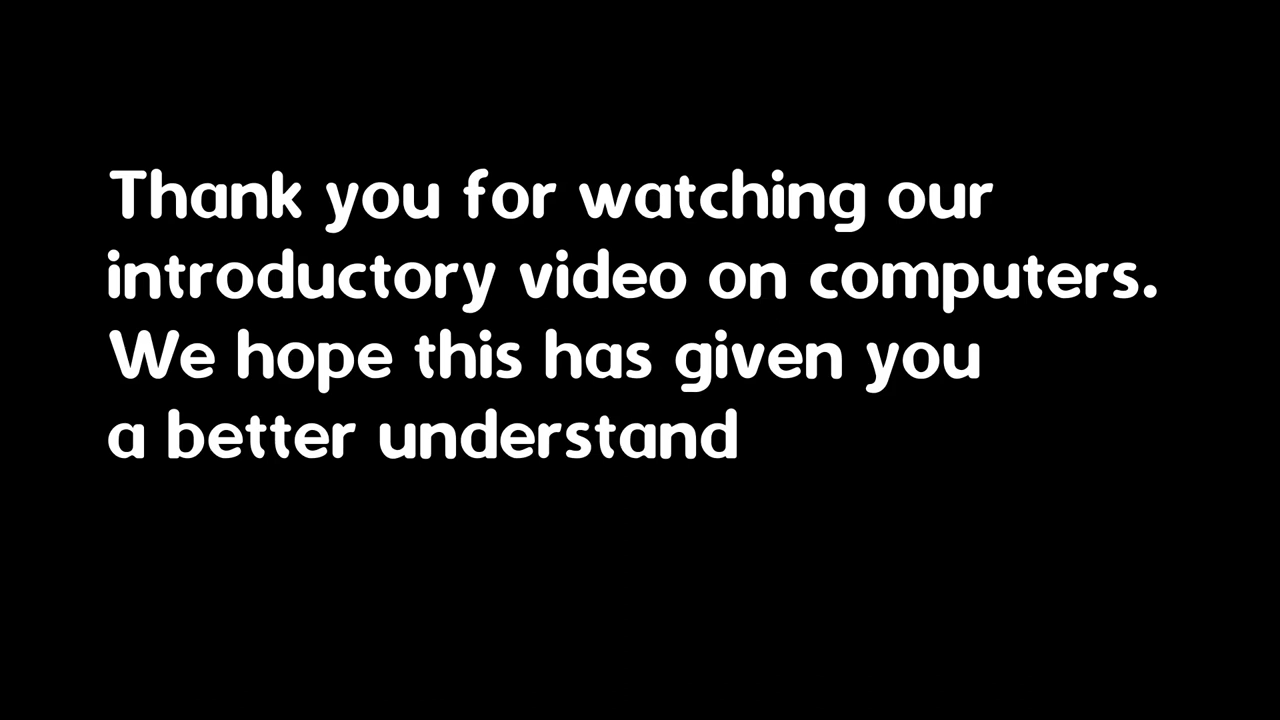 Thank you for watching our
introductory video on computers.
We hope this has given you
a better understand